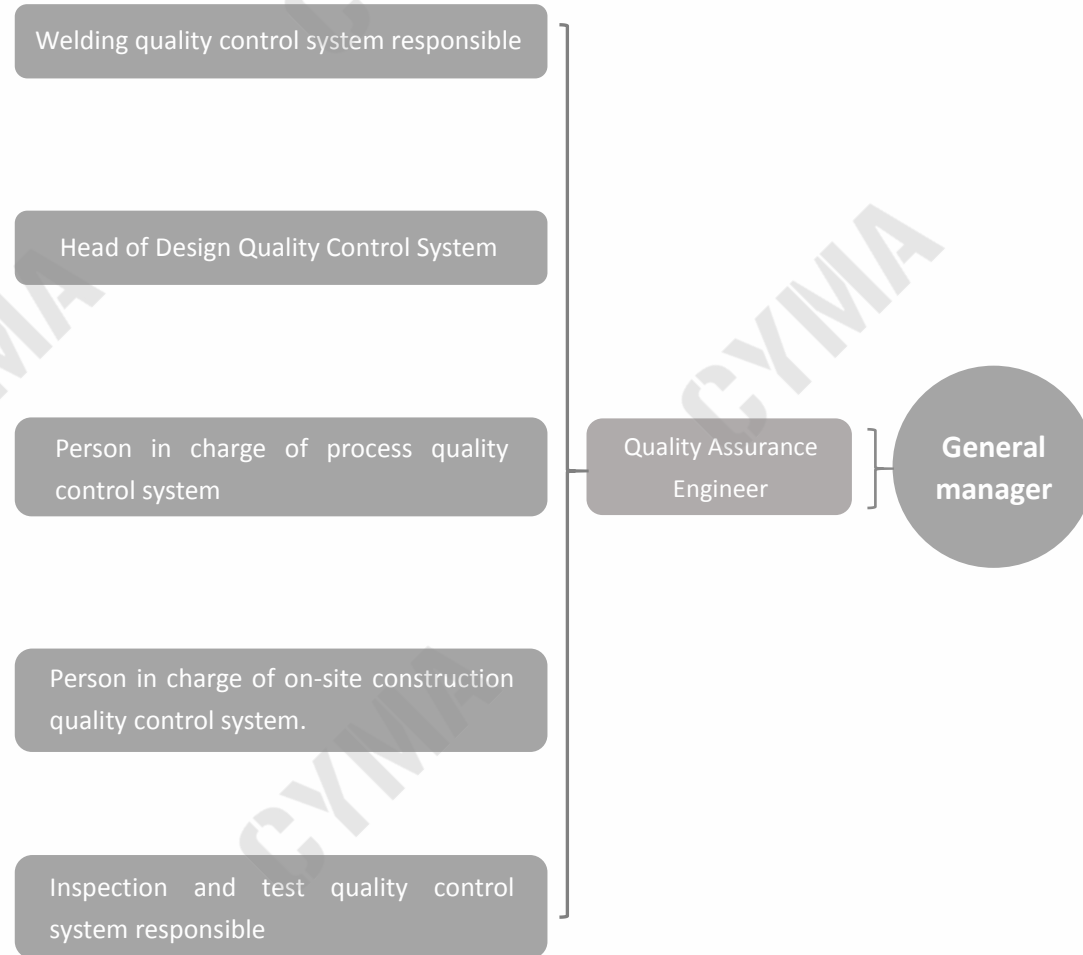 Welding quality control system responsible
Head of Design Quality Control System
Person in charge of process quality
control system
Person in charge of on-site construction
quality control system.
Inspection and test quality control
system responsible
Quality Assurance
Engineer
General
manager
CYMA
CYMA